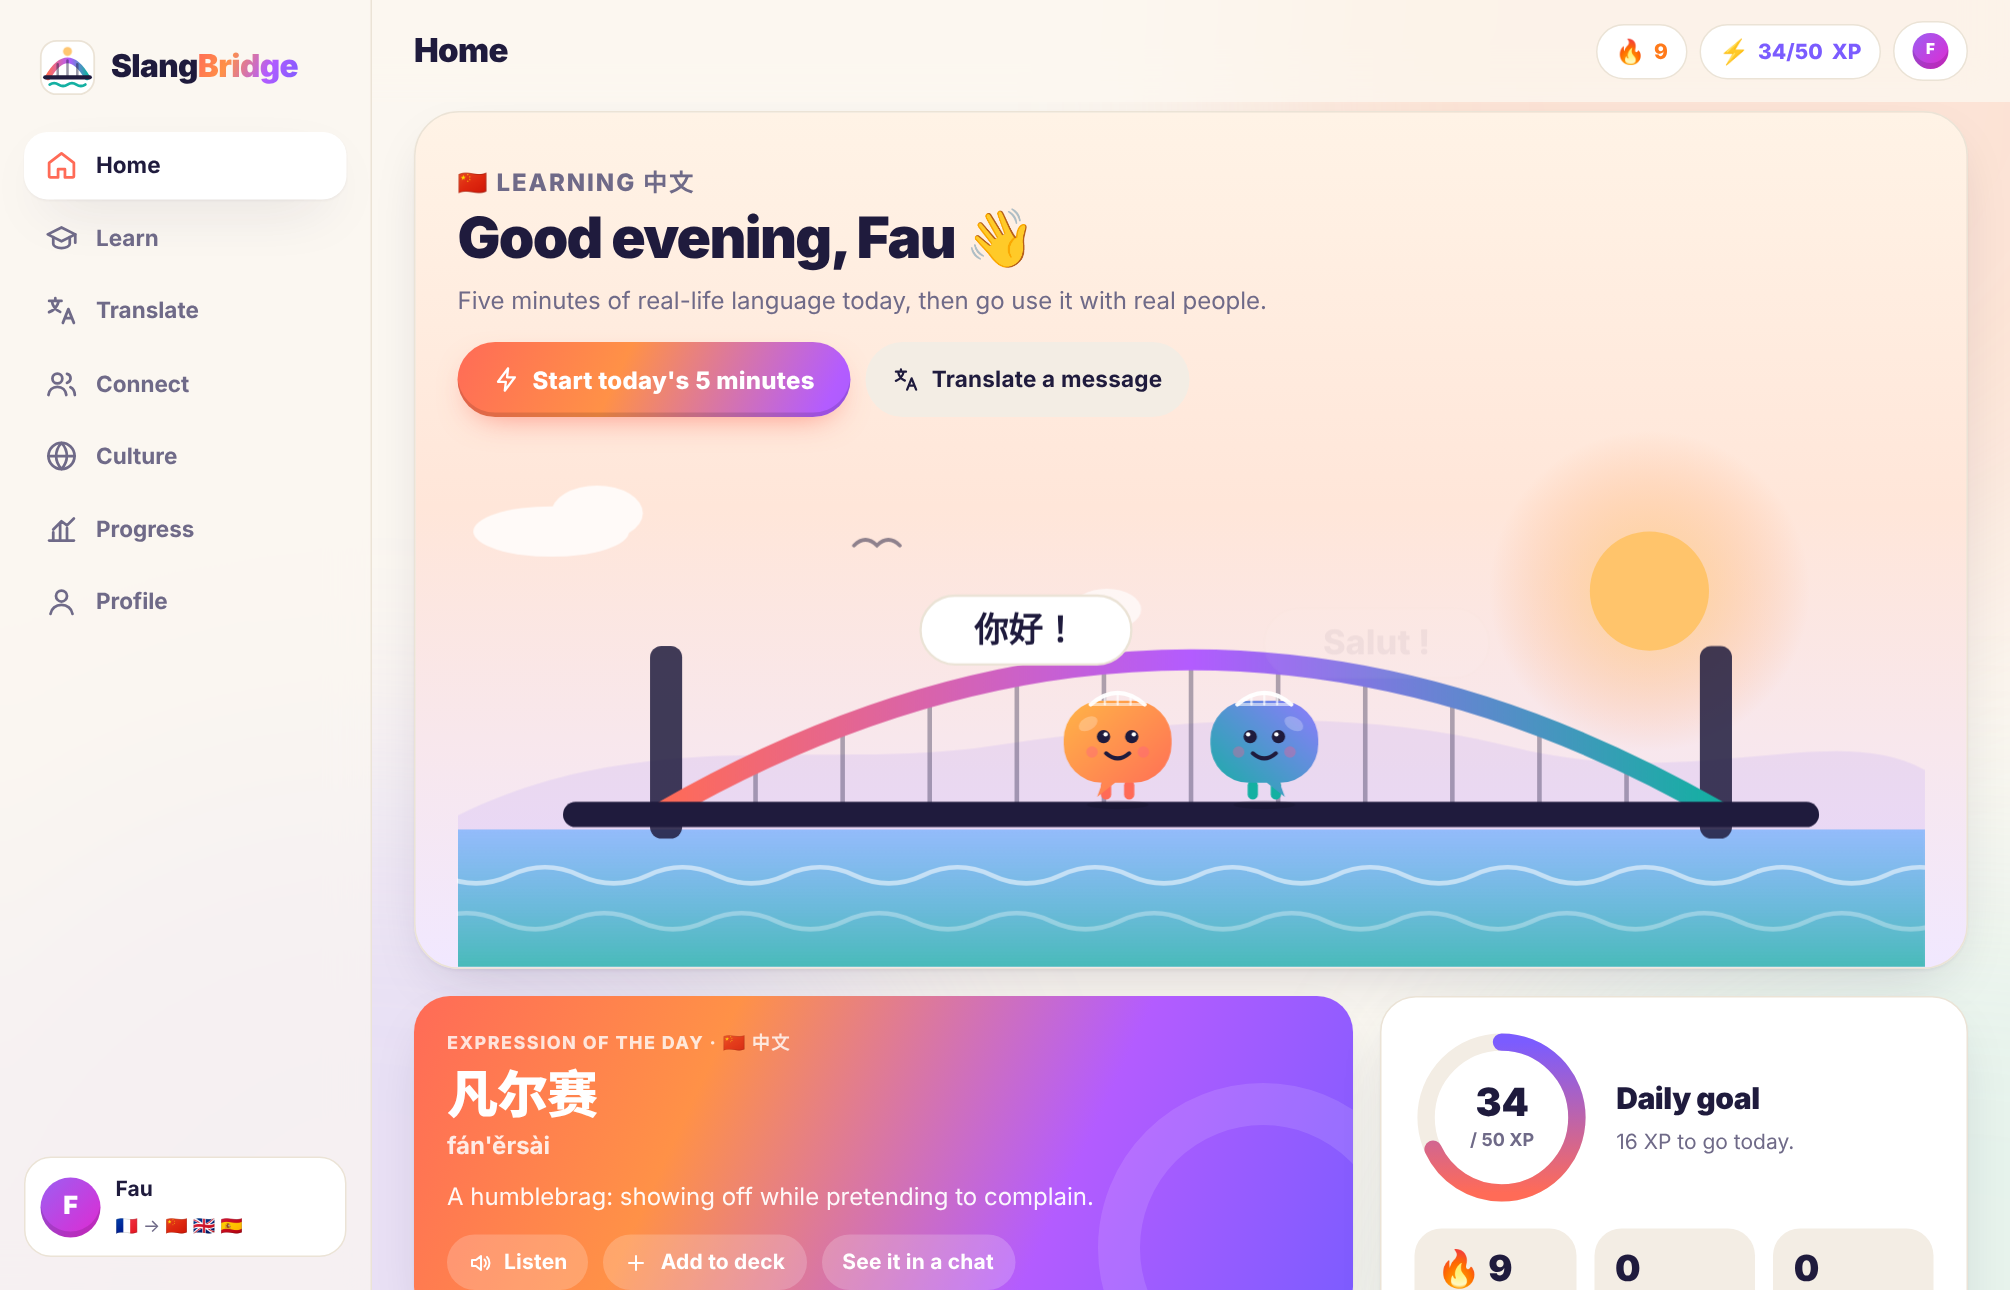 SlangBridge
Home
Learn
Translate
Connect
Culture
Progress
Profile
F
Fau
→
Home
9
34/50 XP
F
LEARNING 中文
Good evening, Fau 👋
Five minutes of real-life language today, then go use it with real people.
Start today's 5 minutes
Translate a message
你好！
Salut !
EXPRESSION OF THE DAY · 🇨🇳 中文
凡尔赛
fán'ěrsài
A humblebrag: showing off while pretending to complain.
Listen
Add to deck
See it in a chat
34
/ 50 XP
Daily goal
16 XP to go today.
9
0
0